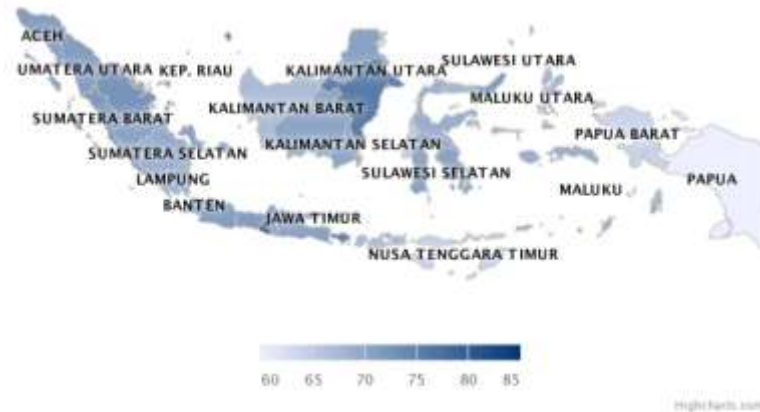 ACEH
UMATERA UTARA
KEP. RIAU
KALIMANTAN UTARA
SULAWESI UTARA
KALIMANTAN BARAT
MALUKU UTARA
SUMATERA BARAT
PAPUA BARAT
KALIMANTAN SELATAN
SUMATERA SELATAN
SULAWESI SELATAN
LAMPUNG
MALUKU
PAPUA
BANTEN
JAWA TIMUR
NUSA TENGGARA TIMUR
60 65 70 75 80 85
Highcharts.com